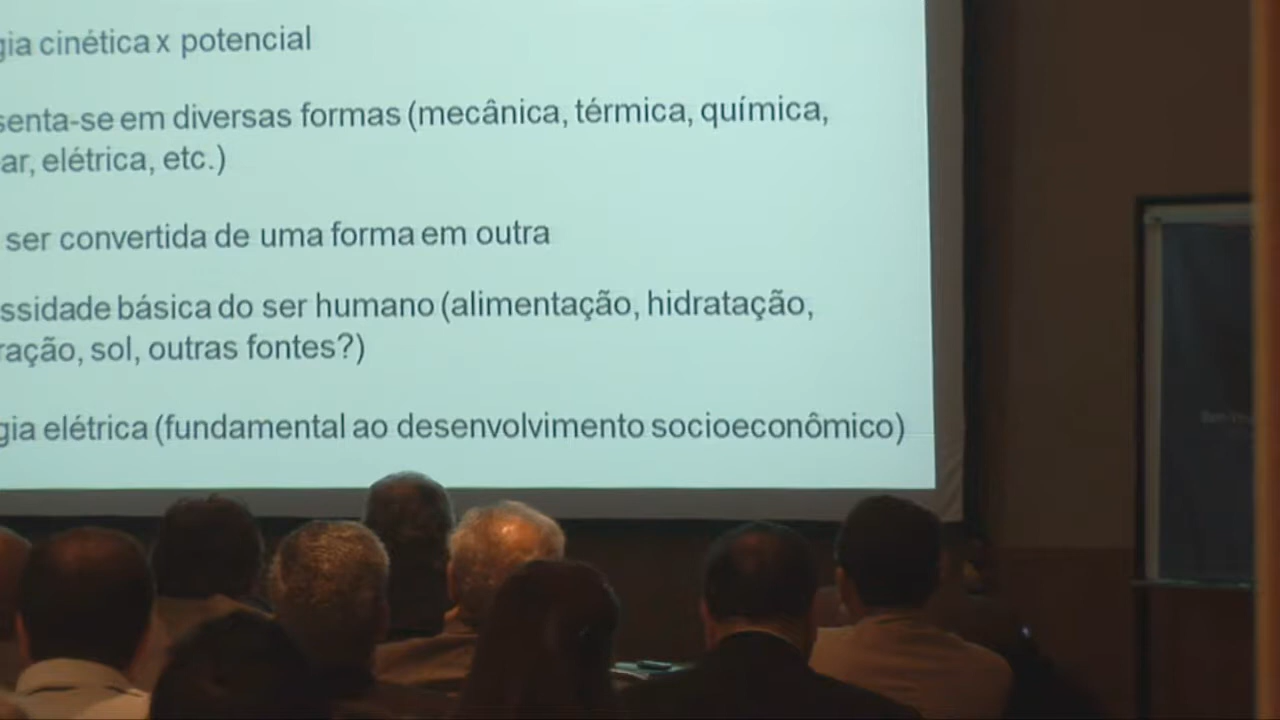 gia cinética x potencial
senta-se em diversas formas (mecânica, térmica, química,
ar, elétrica, etc.)
ser convertida de uma forma em outra
ssidade básica do ser humano (alimentação, hidratação,
ração, sol, outras fontes?)
gia elétrica (fundamental ao desenvolvimento socioeconômico)